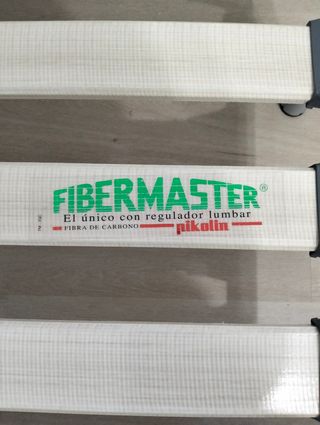 FIBERMASTER®
El único con regulador lumbar
FIBRA DE CARBONO pikolin